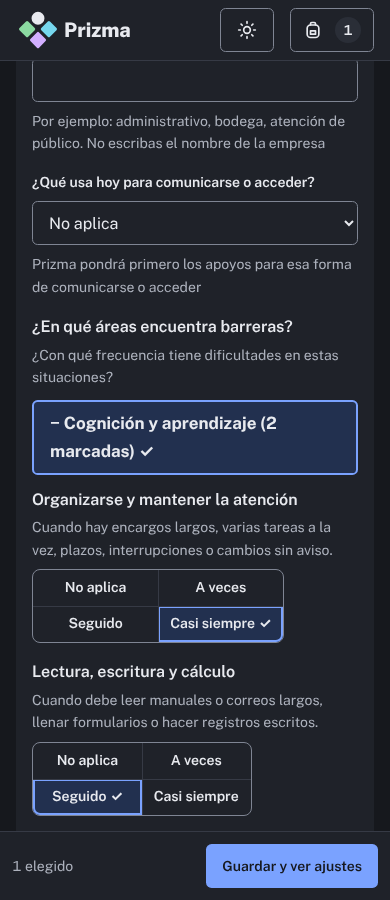 Prizma
1
Por ejemplo: administrativo, bodega, atención de
público. No escribas el nombre de la empresa
¿Qué usa hoy para comunicarse o acceder?
No aplica
Prizma pondrá primero los apoyos para esa forma
de comunicarse o acceder
¿En qué áreas encuentra barreras?
¿Con qué frecuencia tiene dificultades en estas
situaciones?
− Cognición y aprendizaje (2
marcadas) ✓
Organizarse y mantener la atención
Cuando hay encargos largos, varias tareas a la
vez, plazos, interrupciones o cambios sin aviso.
No aplica
A veces
Seguido
Casi siempre ✓
Lectura, escritura y cálculo
Cuando debe leer manuales o correos largos,
llenar formularios o hacer registros escritos.
No aplica
A veces
Seguido ✓
Casi siempre
1 elegido
Guardar y ver ajustes